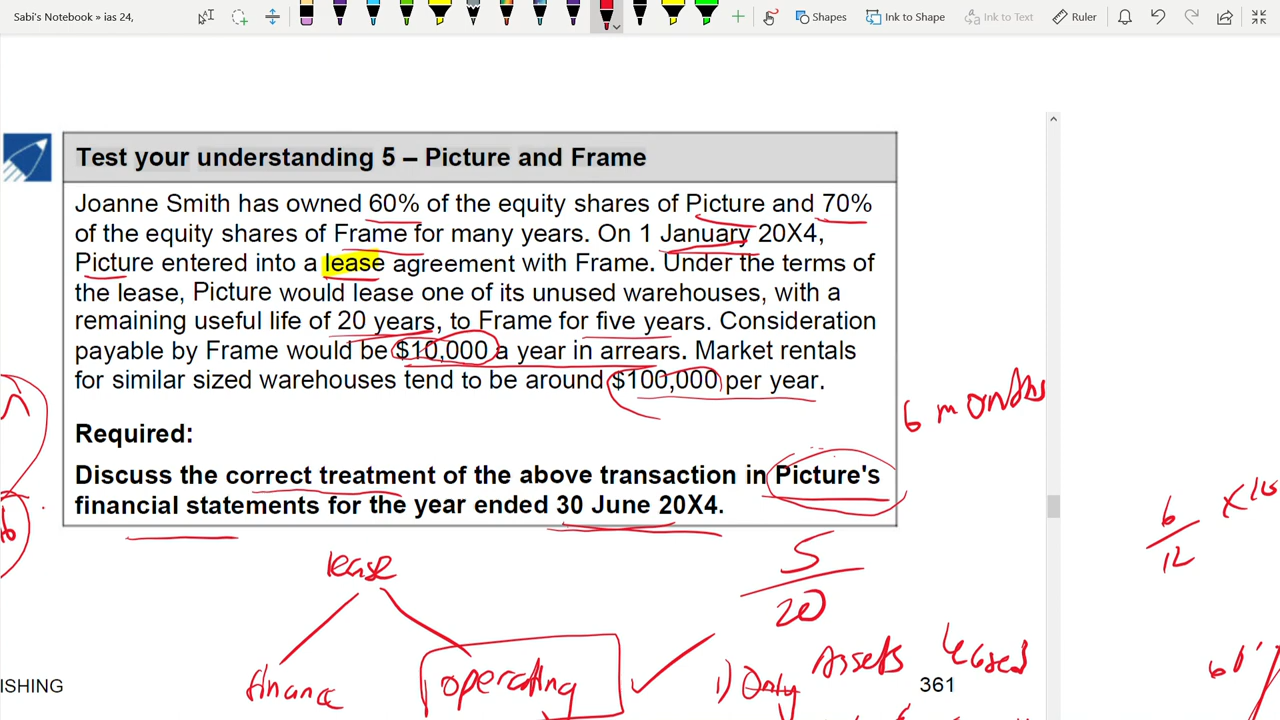 Sabi's Notebook » ias 24,
Shapes
Ink to Shape
Ink to Text
Ruler
Test your understanding 5 – Picture and Frame
Joanne Smith has owned 60% of the equity shares of Picture and 70%
of the equity shares of Frame for many years. On 1 January 20X4,
Picture entered into a lease agreement with Frame. Under the terms of
the lease, Picture would lease one of its unused warehouses, with a
remaining useful life of 20 years, to Frame for five years. Consideration
payable by Frame would be $10,000 a year in arrears. Market rentals
for similar sized warehouses tend to be around $100,000 per year.
6 months
Required:
Discuss the correct treatment of the above transaction in Picture's
financial statements for the year ended 30 June 20X4.
6
12
lease
5
20
finance
operating
1) Only
Assets leased
ISHING
361